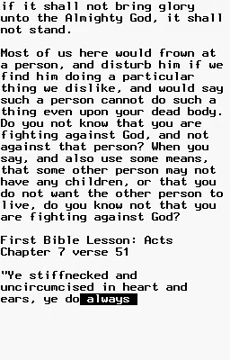 if it shall not bring glory
unto the Almighty God, it shall
not stand.
Most of us here would frown at
a person, and disturb him if we
find him doing a particular
thing we dislike, and would say
such a person cannot do such a
thing even upon your dead body.
Do you not know that you are
fighting against God, and not
against that person? When you
say, and also use some means,
that some other person may not
have any children, or that you
do not want the other person to
live, do you not know that you
are fighting against God?
First Bible Lesson: Acts
Chapter 7 verse 51
"Ye stiffnecked and
uncircumcised in heart and
ears, ye do always